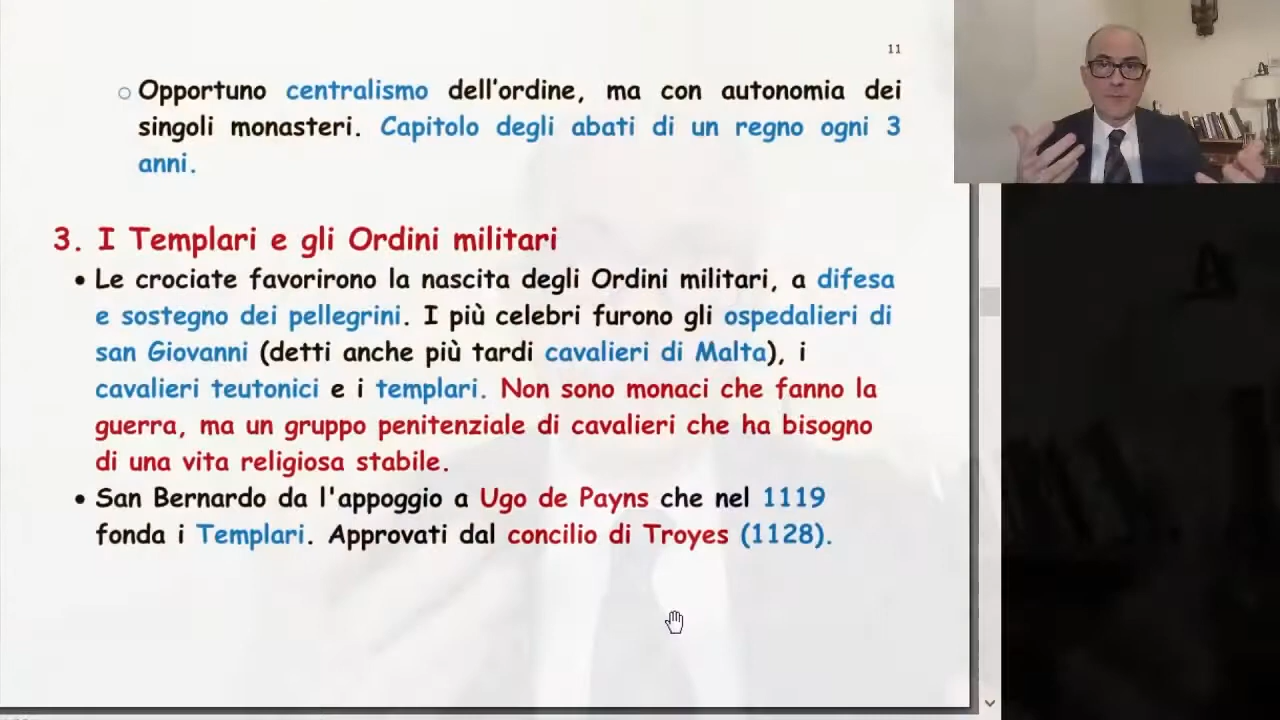 11
Opportuno centralismo dell'ordine, ma con autonomia dei
singoli monasteri. Capitolo degli abati di un regno ogni 3
anni.
3. I Templari e gli Ordini militari
• Le crociate favorirono la nascita degli Ordini militari, a difesa
e sostegno dei pellegrini. I più celebri furono gli ospedalieri di
san Giovanni (detti anche più tardi cavalieri di Malta), i
cavalieri teutonici e i templari. Non sono monaci che fanno la
guerra, ma un gruppo penitenziale di cavalieri che ha bisogno
di una vita religiosa stabile.
• San Bernardo da l'appoggio a Ugo de Payns che nel 1119
fonda i Templari. Approvati dal concilio di Troyes (1128).